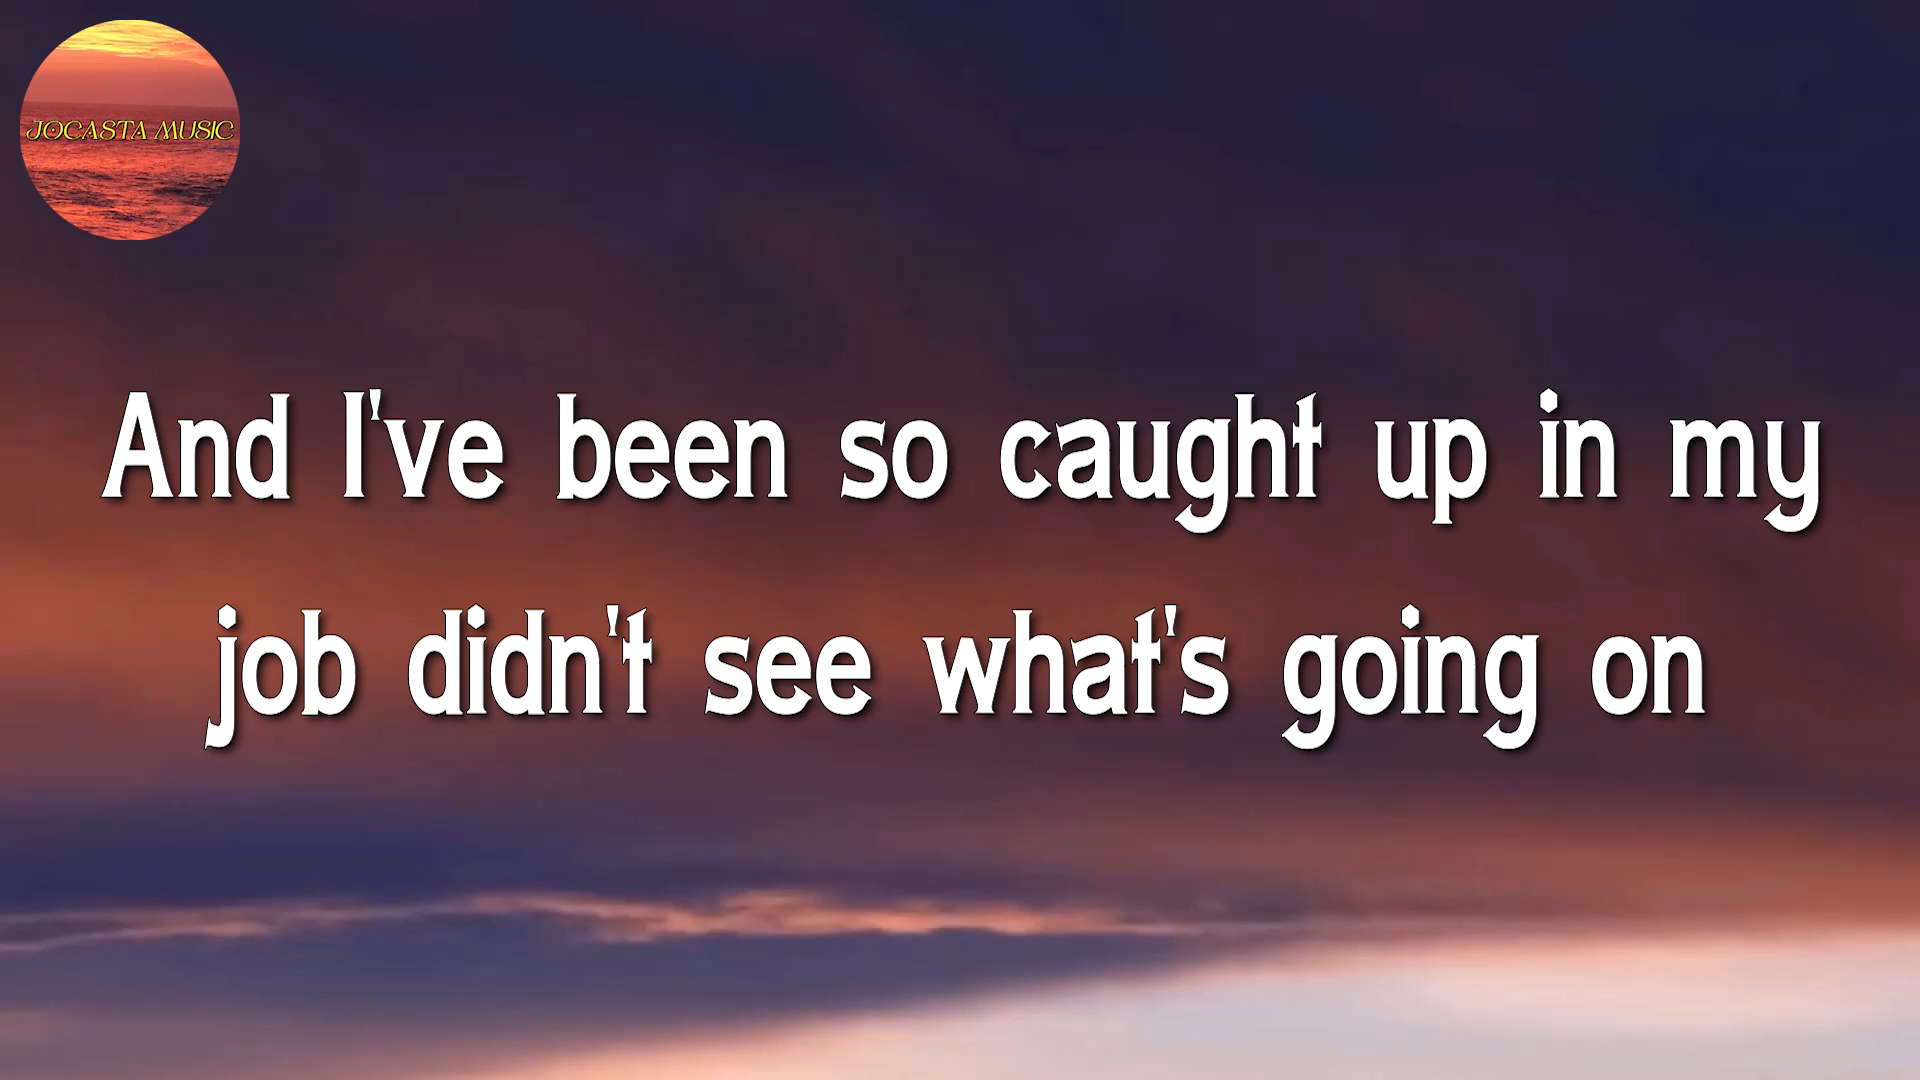 JOCASTA MUSIC
And I've been so caught up in my
job didn't see what's going on